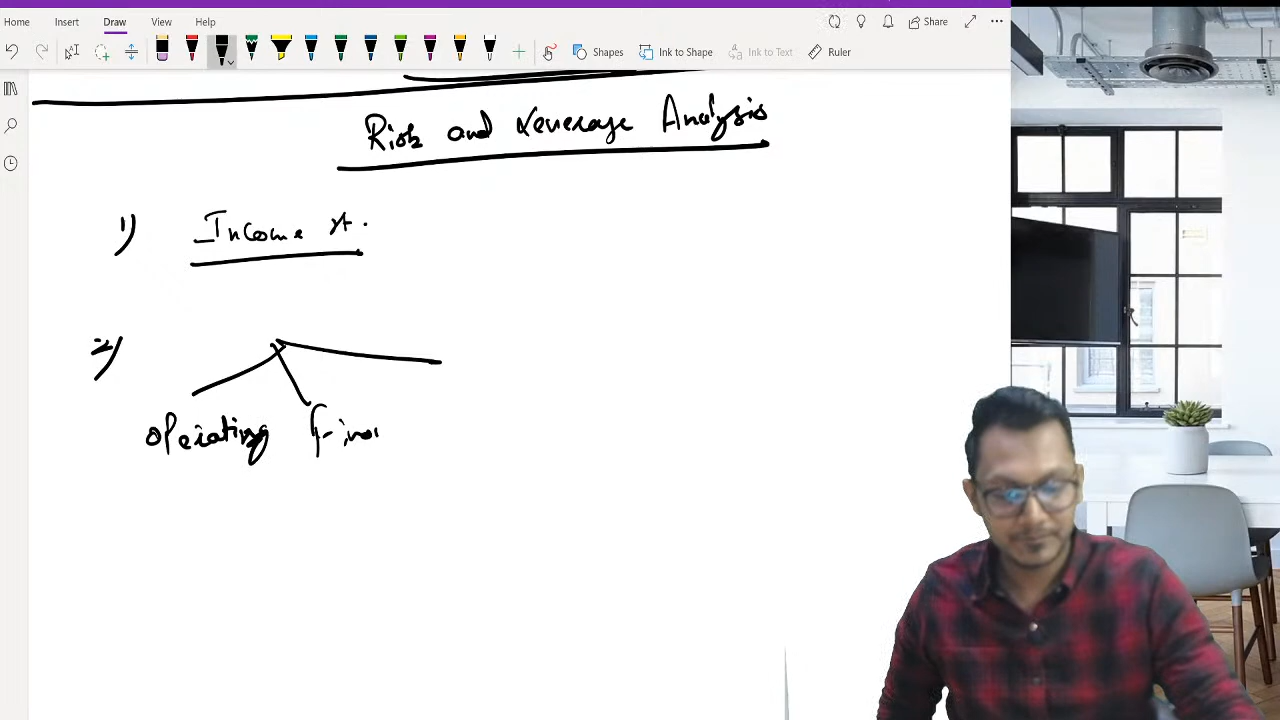 Home Insert Draw View Help
Share
Shapes Ink to Shape Ink to Text Ruler
Risk and Leverage Analysis
1) Income st.
2)
Operating Finan